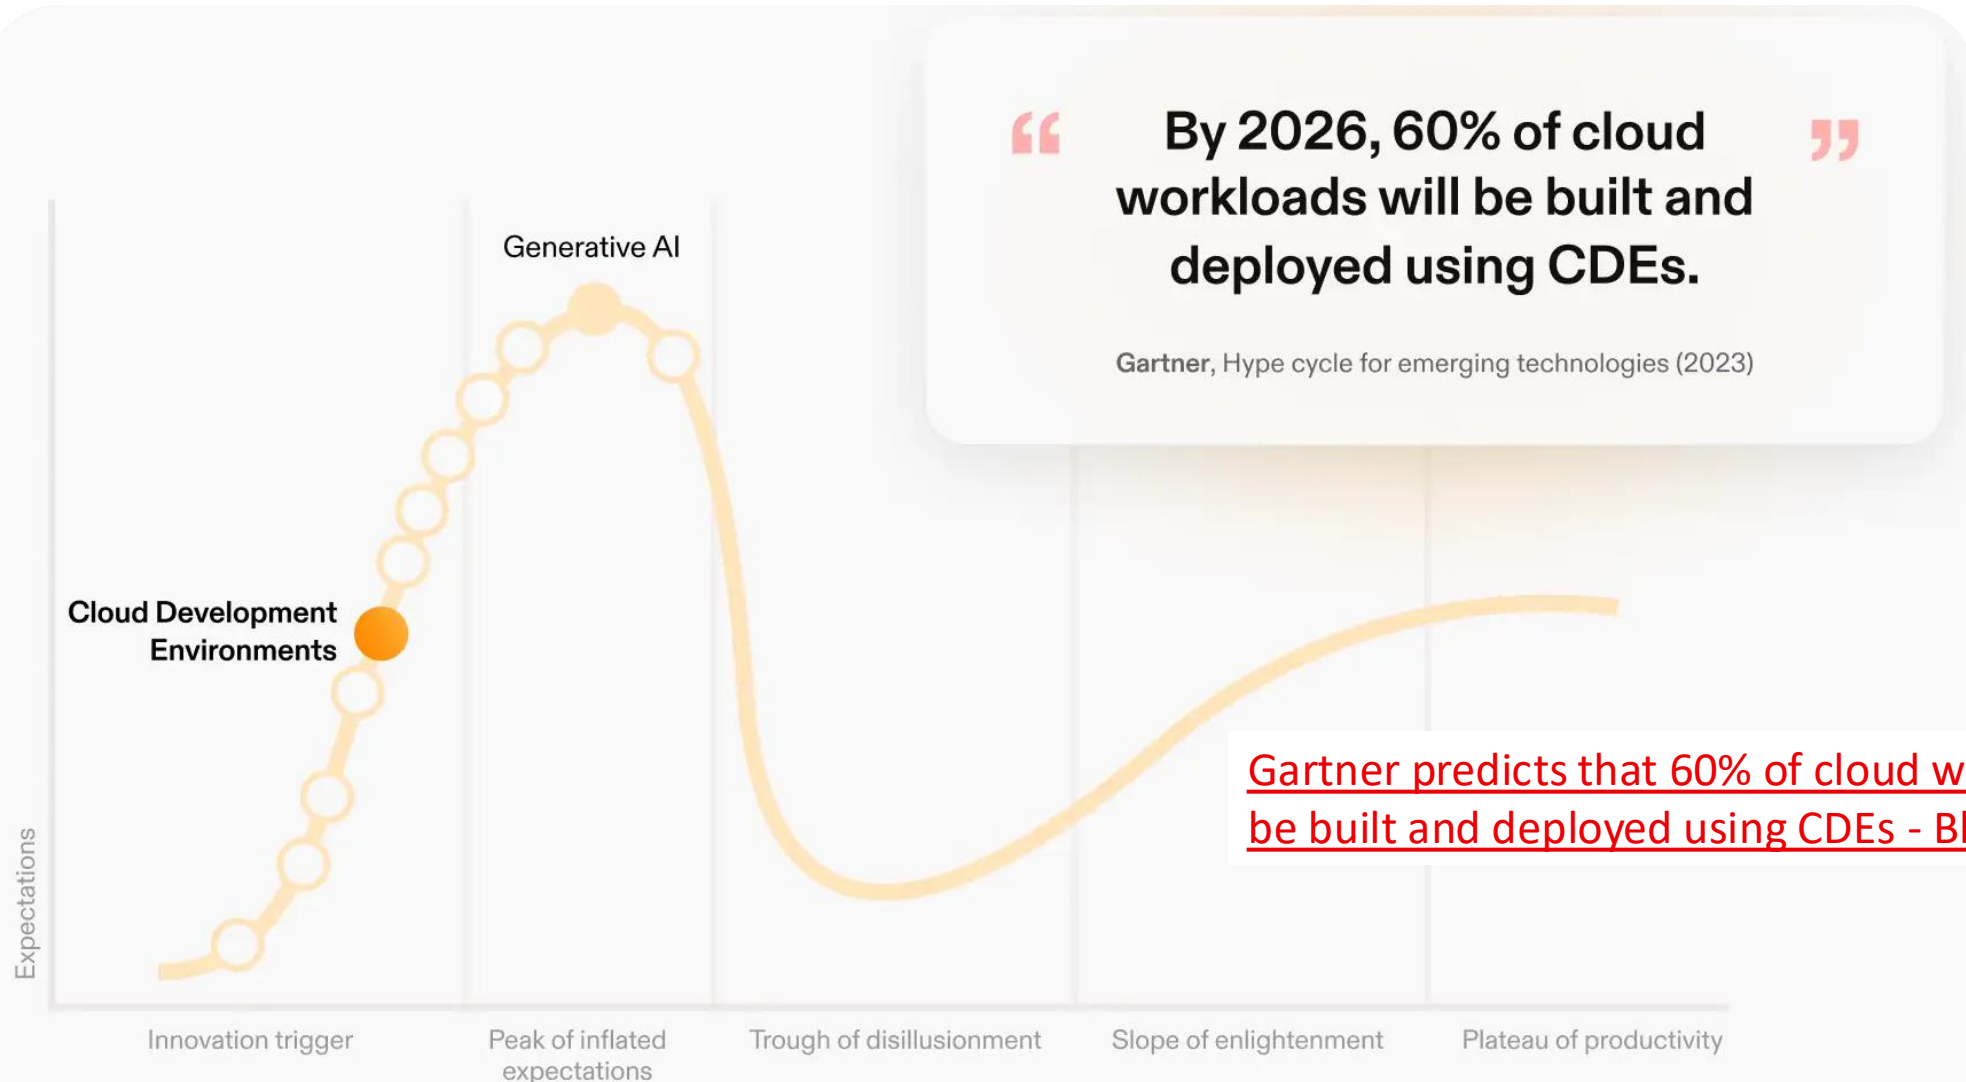 “ By 2026, 60% of cloud ”
workloads will be built and
deployed using CDEs.
Gartner, Hype cycle for emerging technologies (2023)
Generative AI
Cloud Development
Environments
Gartner predicts that 60% of cloud
be built and deployed using CDEs -
Expectations
Innovation trigger
Peak of inflated
expectations
Trough of disillusionment
Slope of enlightenment
Plateau of productivity